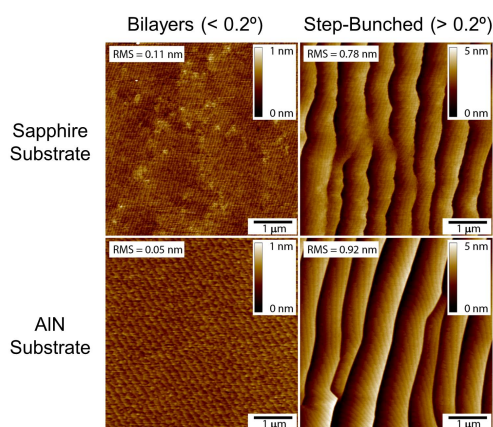 Bilayers (< 0.2º) Step-Bunched (> 0.2º)
Sapphire
Substrate
RMS = 0.11 nm
1 nm
0 nm
1 µm
RMS = 0.78 nm
5 nm
0 nm
1 µm
AlN
Substrate
RMS = 0.05 nm
1 nm
0 nm
1 µm
RMS = 0.92 nm
5 nm
0 nm
1 µm